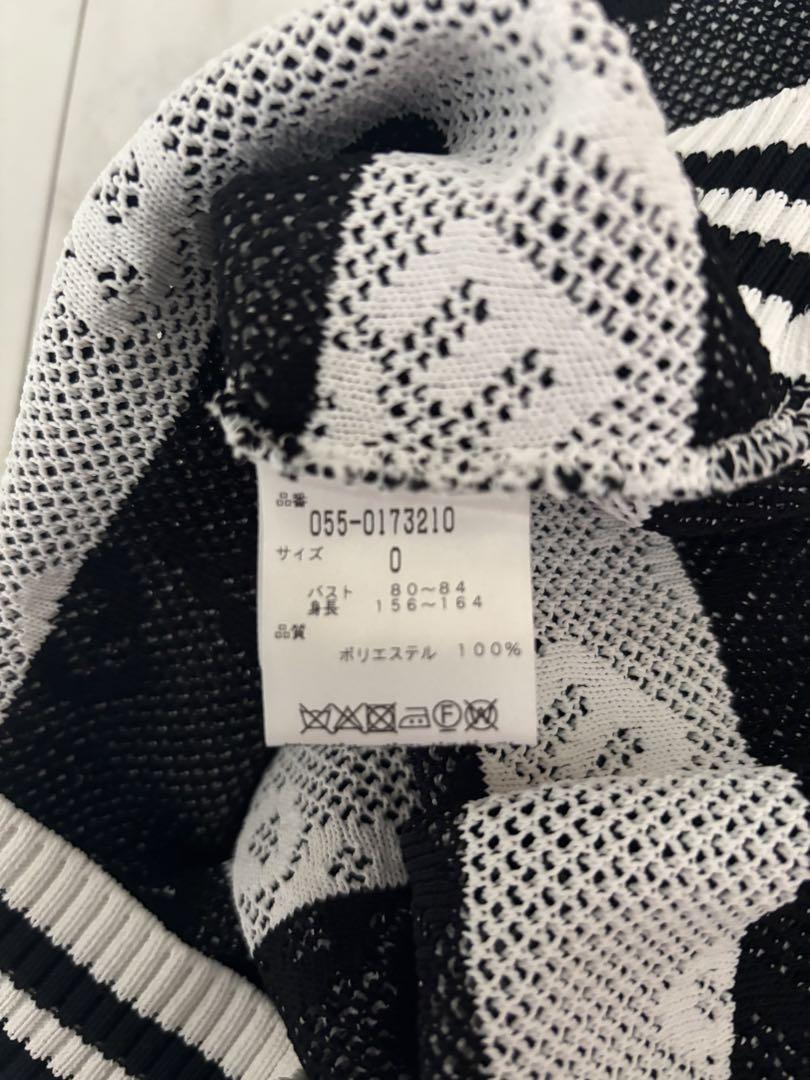 品番
055-0173210
サイズ 0
バスト 80〜84
身長 156〜164
品質
ポリエステル 100%
F W